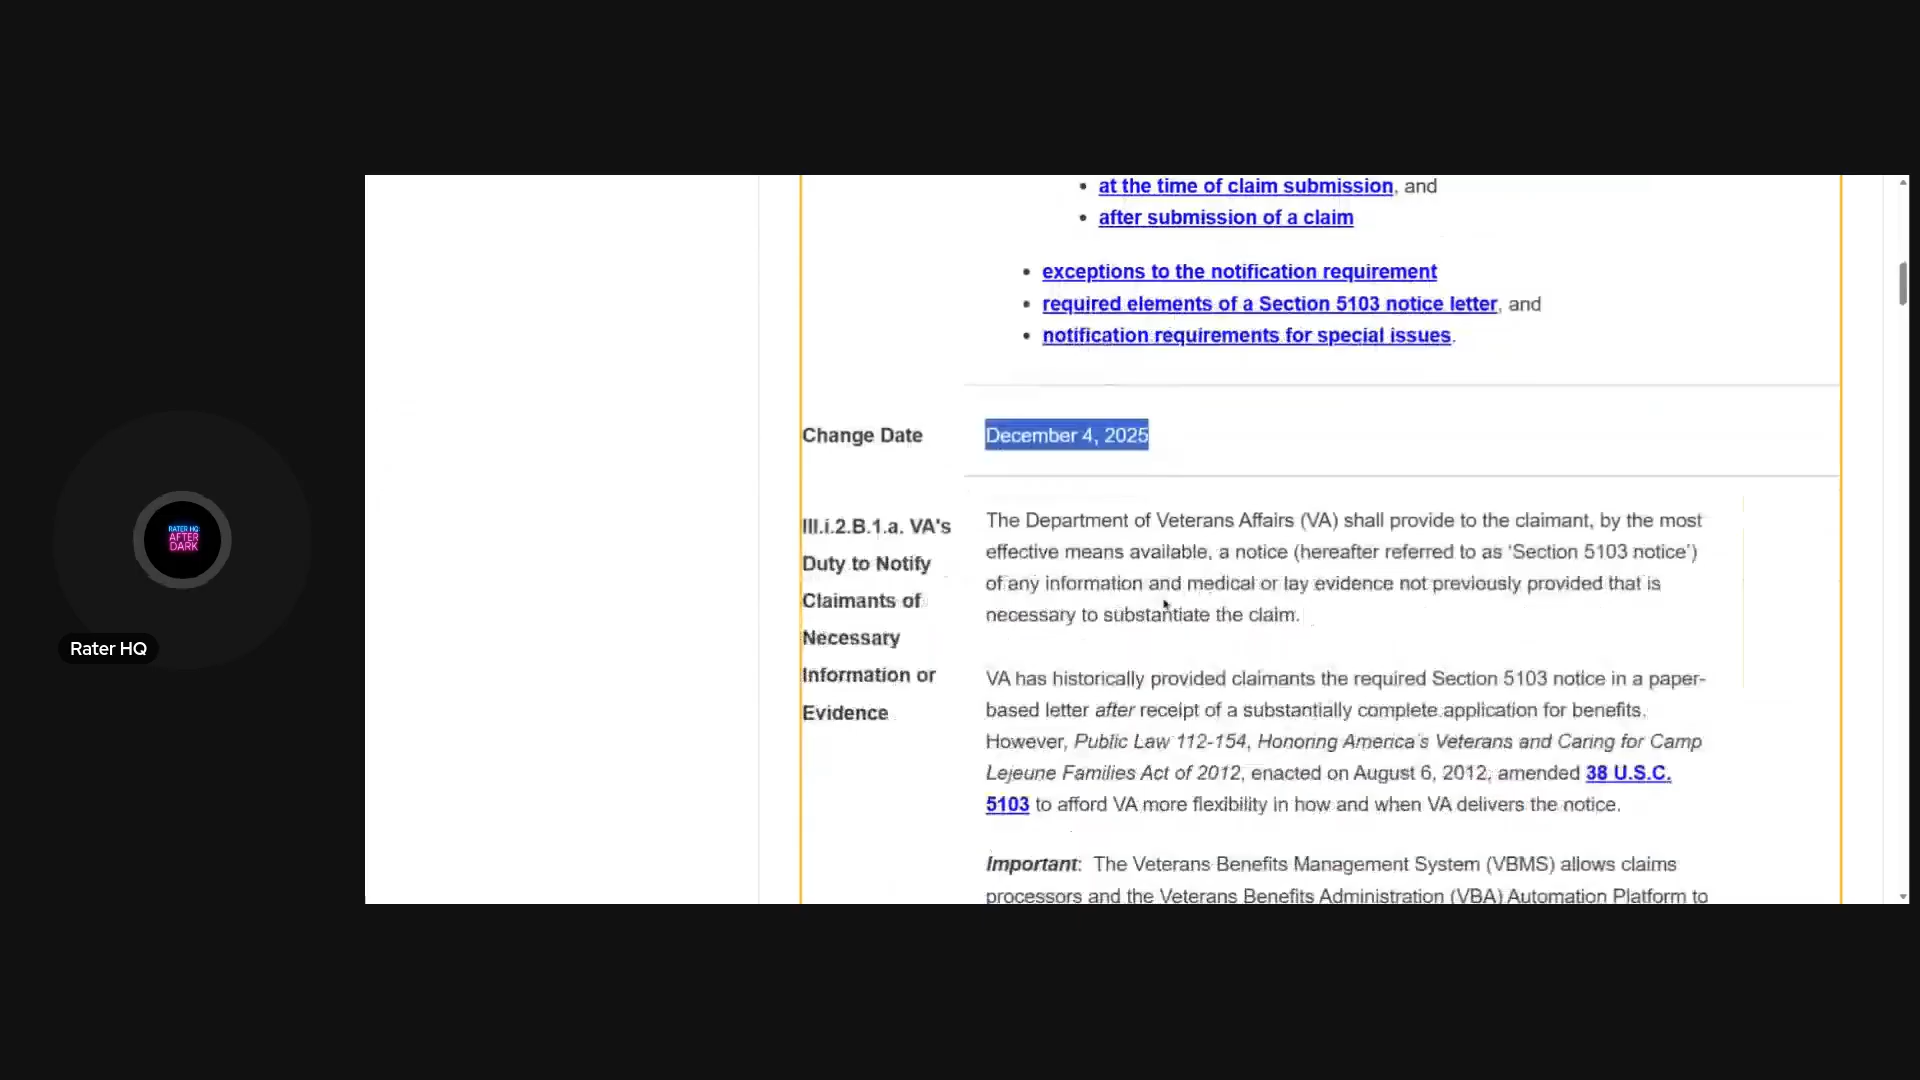 at the time of claim submission, and
after submission of a claim
exceptions to the notification requirement
required elements of a Section 5103 notice letter, and
notification requirements for special issues.
Change Date
December 4, 2025
III.i.2.B.1.a. VA's
Duty to Notify
Claimants of
Necessary
Information or
Evidence
The Department of Veterans Affairs (VA) shall provide to the claimant, by the most
effective means available, a notice (hereafter referred to as ‘Section 5103 notice’)
of any information and medical or lay evidence not previously provided that is
necessary to substantiate the claim.
VA has historically provided claimants the required Section 5103 notice in a paper-
based letter after receipt of a substantially complete application for benefits.
However, Public Law 112-154, Honoring America's Veterans and Caring for Camp
Lejeune Families Act of 2012, enacted on August 6, 2012, amended 38 U.S.C.
5103 to afford VA more flexibility in how and when VA delivers the notice.
Important: The Veterans Benefits Management System (VBMS) allows claims
processors and the Veterans Benefits Administration (VBA) Automation Platform to
RATER HQ
AFTER
DARK
Rater HQ